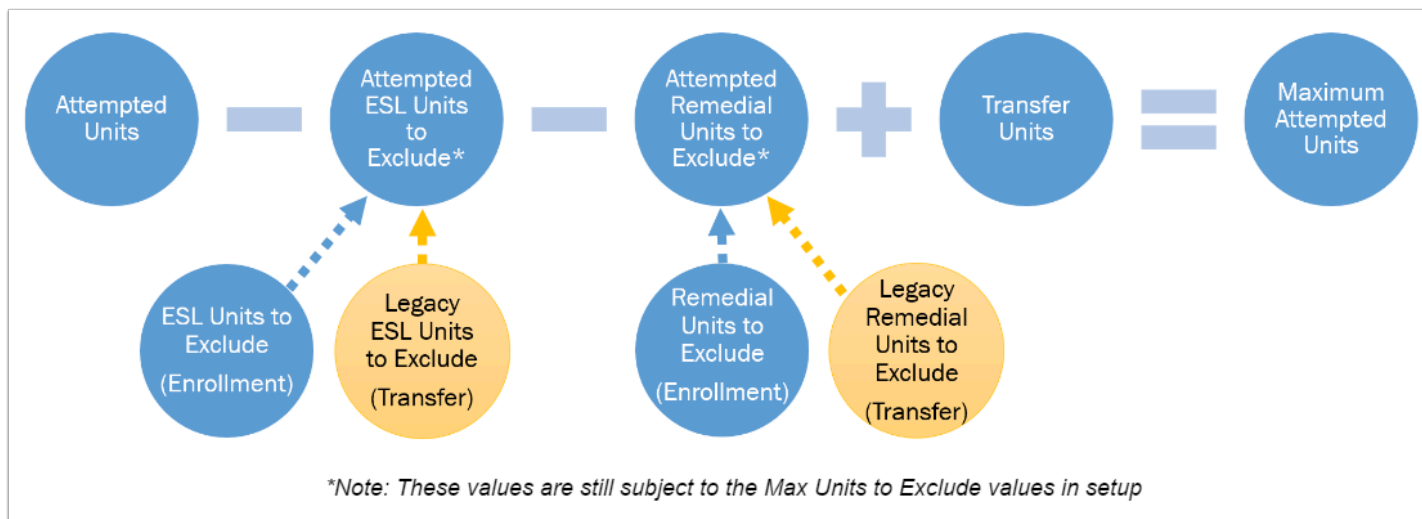 Attempted
Units
Attempted
ESL Units
to
Exclude*
Attempted
Remedial
Units to
Exclude*
Transfer
Units
Maximum
Attempted
Units
ESL Units to
Exclude
(Enrollment)
Legacy
ESL Units
to Exclude
(Transfer)
Remedial
Units to
Exclude
(Enrollment)
Legacy
Remedial
Units to
Exclude
(Transfer)
*Note: These values are still subject to the Max Units to Exclude values in setup